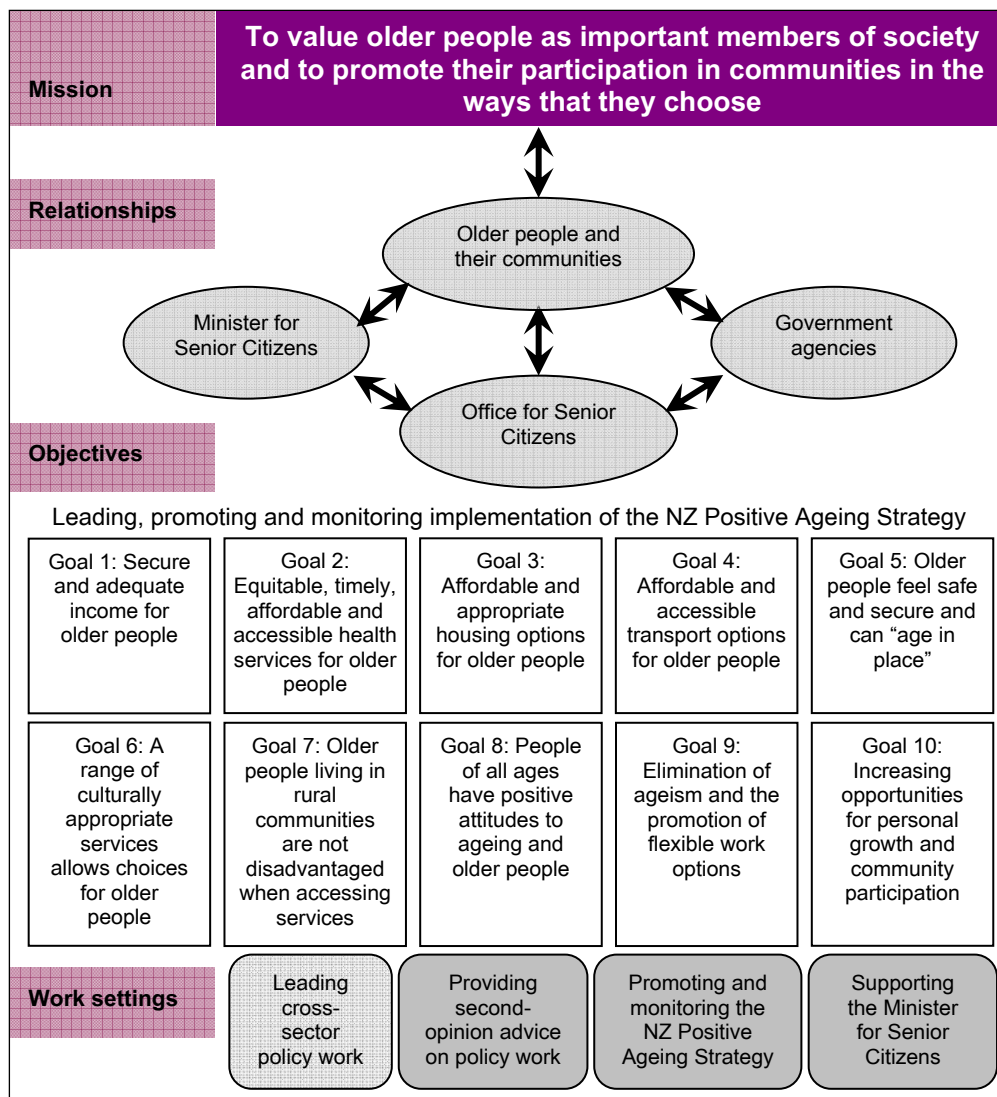 Mission
To value older people as important members of society
and to promote their participation in communities in the
ways that they choose
Relationships
Older people and
their communities
Minister for
Senior Citizens
Government
agencies
Office for Senior
Citizens
Objectives
Leading, promoting and monitoring implementation of the NZ Positive Ageing Strategy
Goal 1: Secure
and adequate
income for
older people
Goal 2:
Equitable, timely,
affordable and
accessible health
services for older
people
Goal 3:
Affordable and
appropriate
housing options
for older people
Goal 4:
Affordable and
accessible
transport options
for older people
Goal 5: Older
people feel safe
and secure and
can “age in
place”
Goal 6: A
range of
culturally
appropriate
services
allows choices
for older
people
Goal 7: Older
people living in
rural
communities
are not
disadvantaged
when accessing
services
Goal 8: People
of all ages
have positive
attitudes to
ageing and
older people
Goal 9:
Elimination of
ageism and the
promotion of
flexible work
options
Goal 10:
Increasing
opportunities
for personal
growth and
community
participation
Work settings
Leading
cross-
sector
policy work
Providing
second-
opinion advice
on policy work
Promoting and
monitoring the
NZ Positive
Ageing Strategy
Supporting
the Minister
for Senior
Citizens